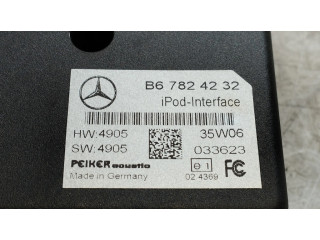 B6 782 42 32
iPod-Interface
HW:4905 35W06
SW:4905 033623
PEIKER acustic
Made in Germany
e1
02 4369
FC